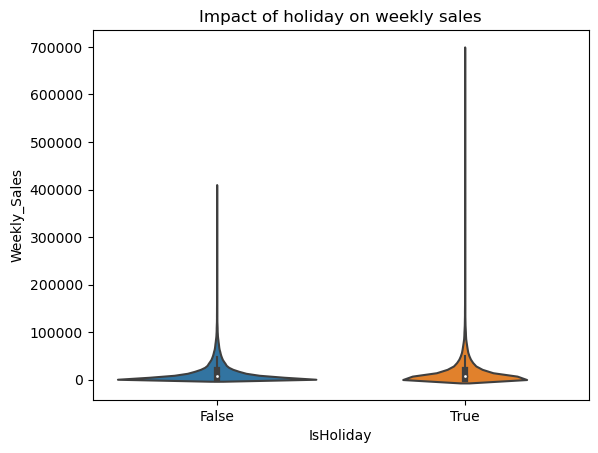 Impact of holiday on weekly sales
700000
600000
500000
400000
300000
200000
100000
0
Weekly_Sales
False
True
IsHoliday